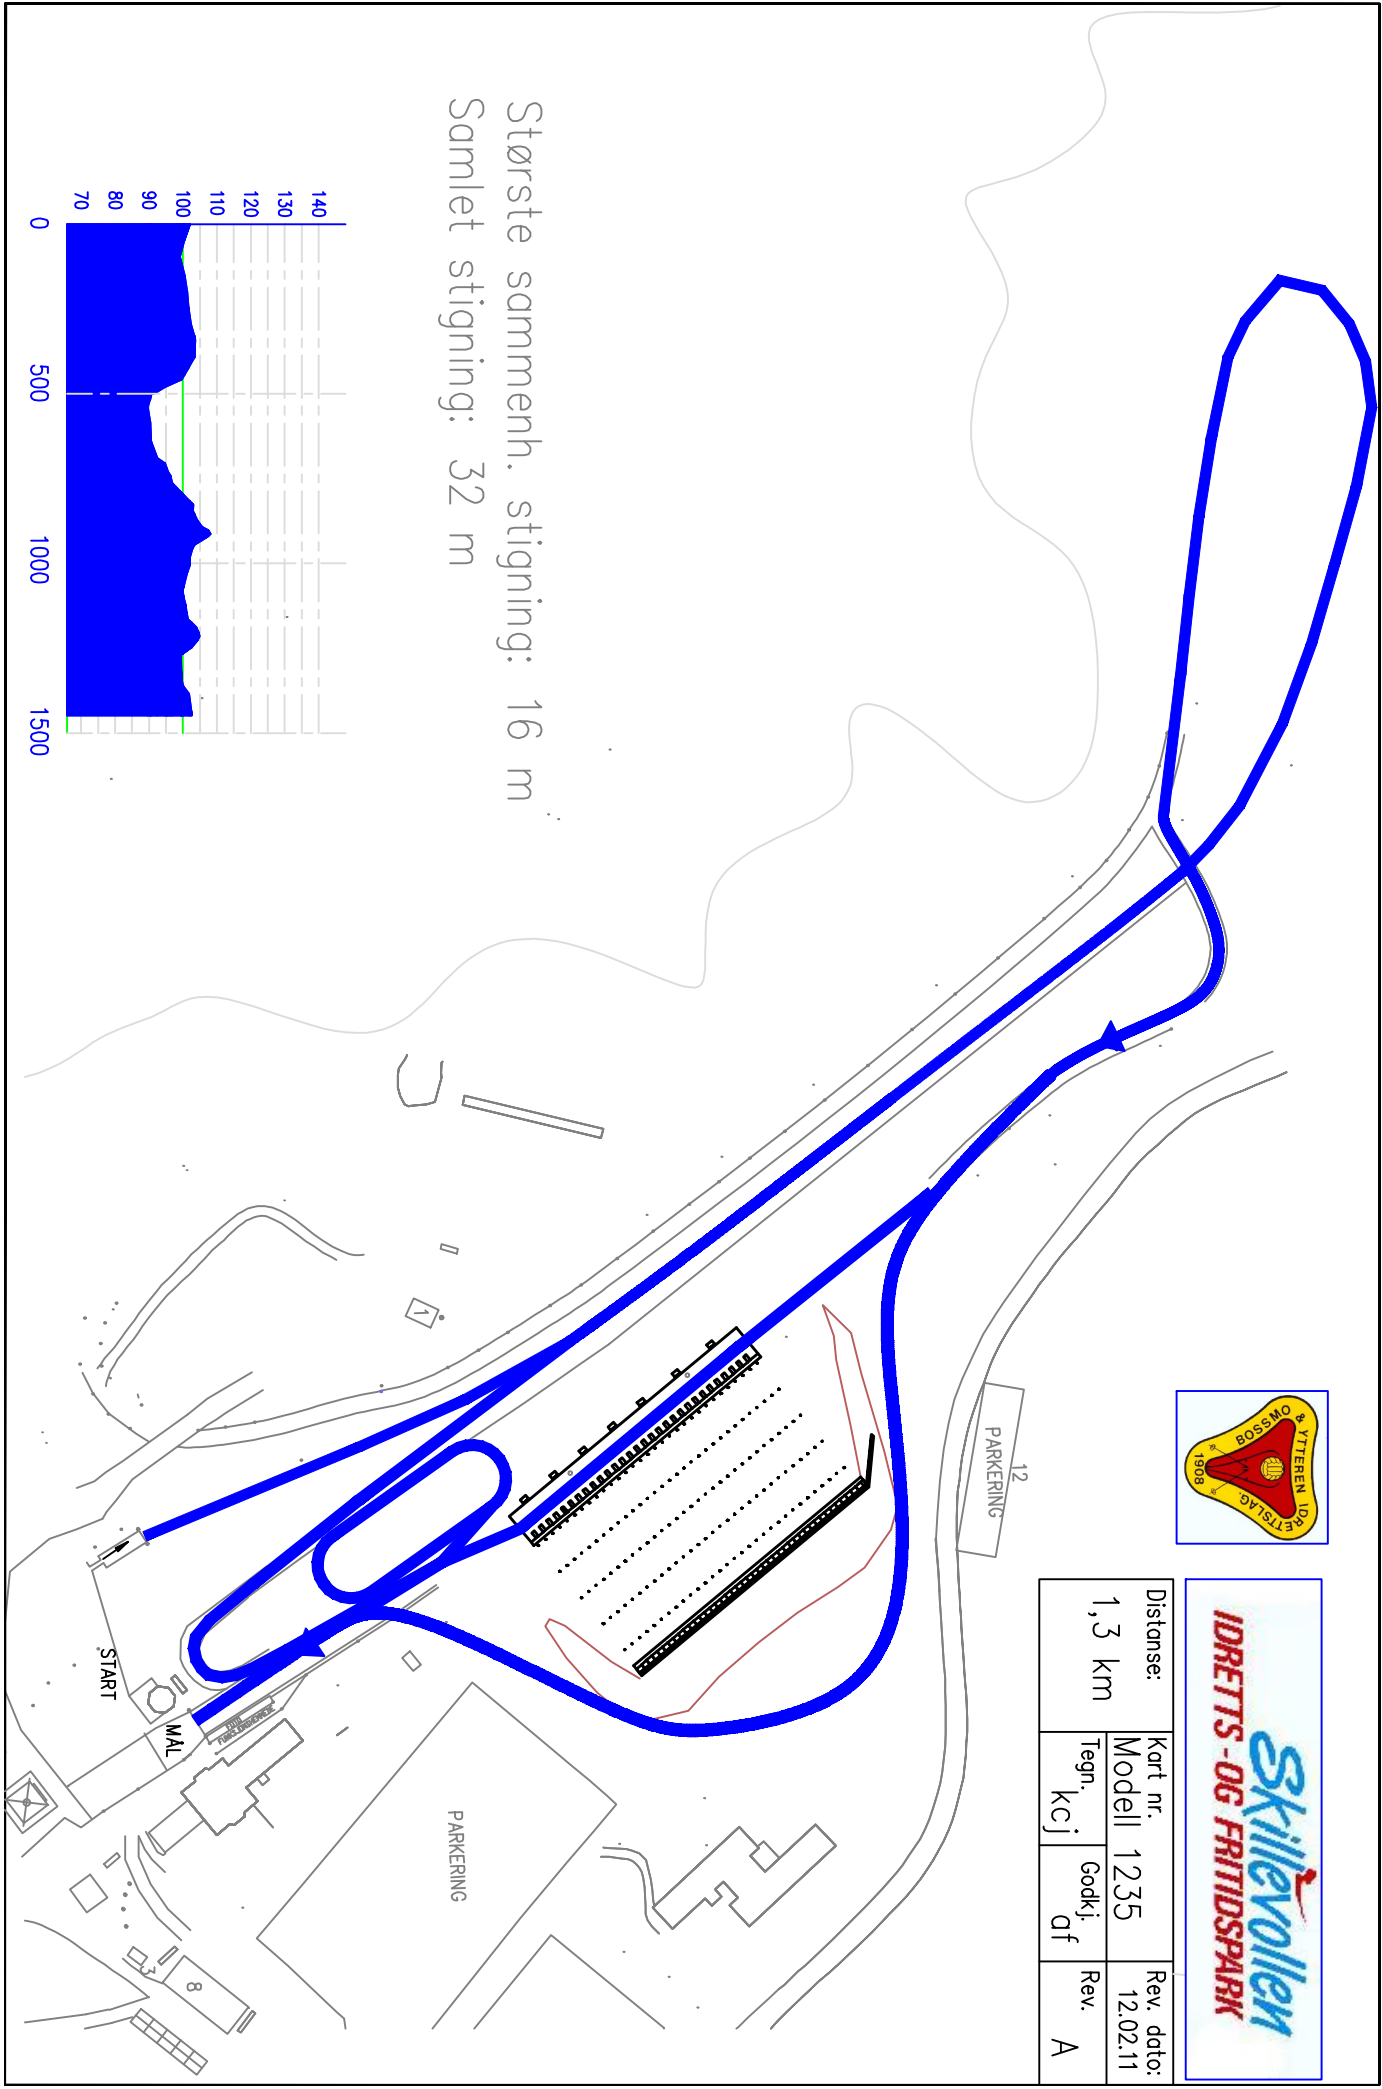 Største sammenh. stigning: 16 m
Samlet stigning: 32 m
140
130
120
110
100
90
80
70
0
500
1000
1500
BOSSMO & YTTEREN IDRETTSLAG.
1908
Skillevollen
IDRETTS-OG FRITIDSPARK
Distanse:
1,3 km
Kart nr.
Modell 1235
Rev. dato:
12.02.11
Tegn.
kcj
Godkj.
af
Rev.
A
12
PARKERING
1
START
MÅL
PARKERING
3
8